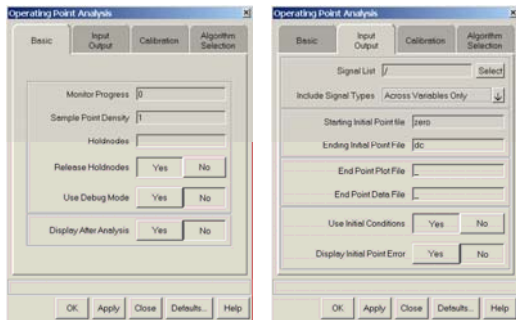 Operating Point Analysis
Basic
Input Output
Calibration
Algorithm Selection
Monitor Progress 0
Sample Point Density 1
Holdnodes
Release Holdnodes Yes No
Use Debug Mode Yes No
Display After Analysis Yes No
OK Apply Close Defaults... Help
Operating Point Analysis
Basic
Input Output
Calibration
Algorithm Selection
Signal List / Select
Include Signal Types Across Variables Only
Starting Initial Point file zero
Ending Initial Point File dc
End Point Plot File _
End Point Data File _
Use Initial Conditions Yes No
Display Initial Point Error Yes No
OK Apply Close Defaults... Help